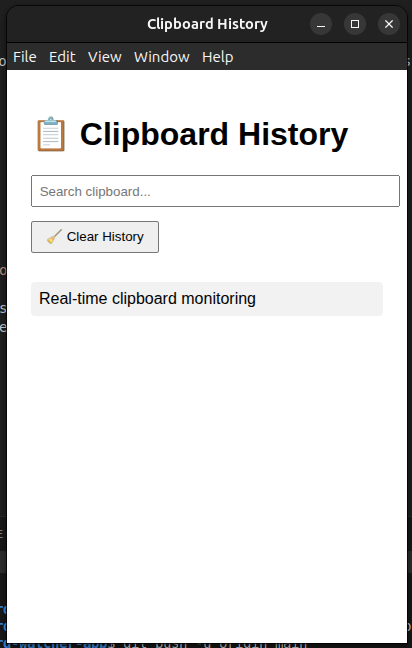 Clipboard History
File Edit View Window Help
📋 Clipboard History
Search clipboard...
🧹 Clear History
Real-time clipboard monitoring